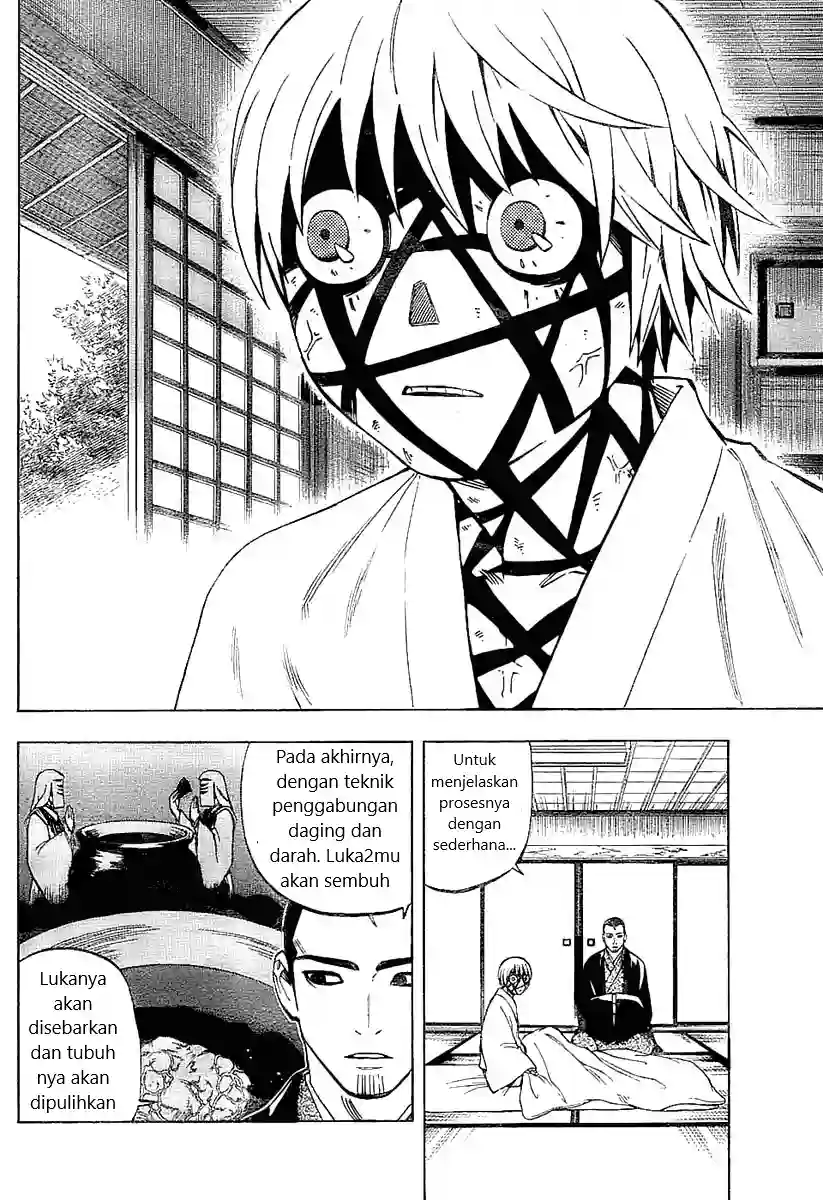 Untuk
menjelaskan
prosesnya
dengan
sederhana...
Pada akhirnya,
dengan teknik
penggabungan
daging dan
darah. Luka2mu
akan sembuh
Lukanya
akan
disebarkan
dan tubuh
nya akan
dipulihkan